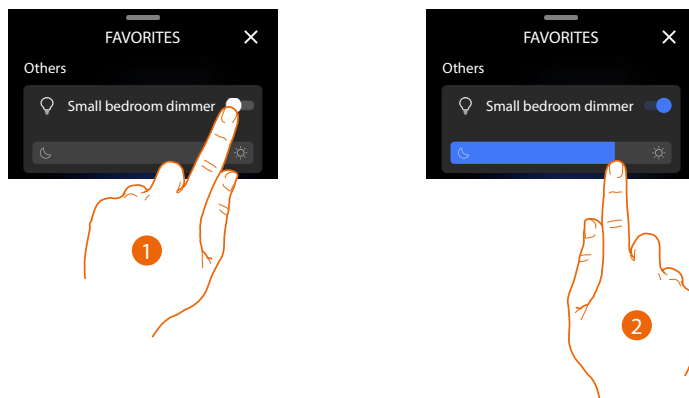 FAVORITES
Others
Small bedroom dimmer
1
FAVORITES
Others
Small bedroom dimmer
2